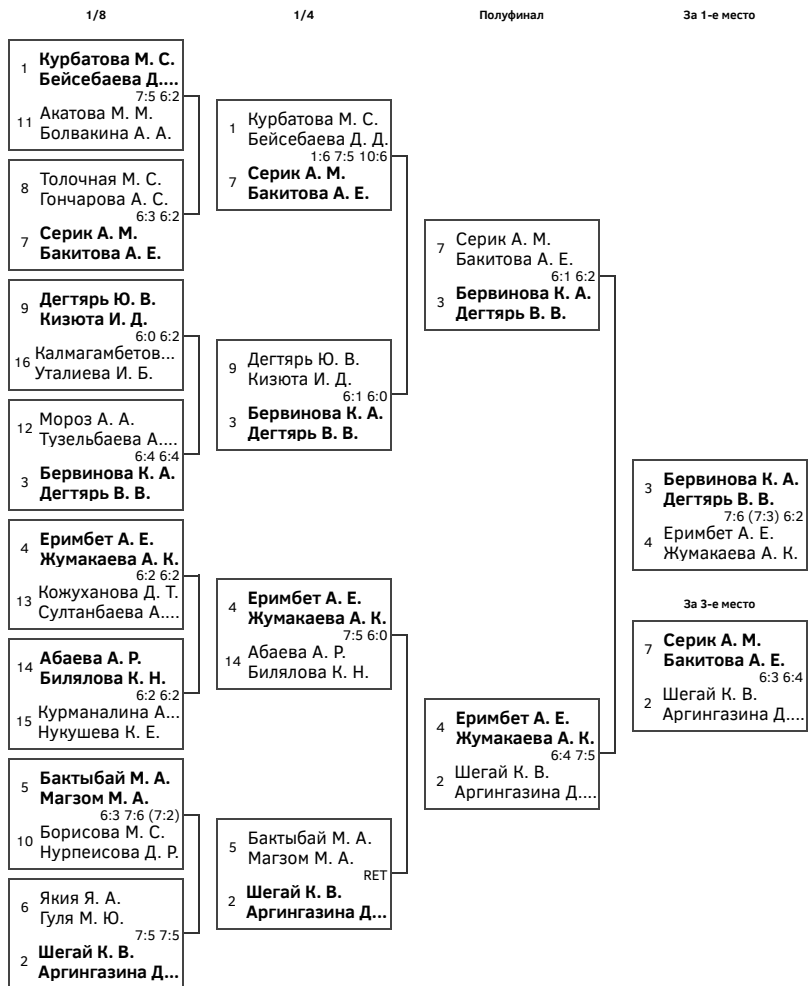 1/8
1/4
Полуфинал
За 1-е место
1
Курбатова М. С.
Бейсебаева Д....
7:5 6:2
11
Акатова М. М.
Болвакина А. А.
8
Толочная М. С.
Гончарова А. С.
6:3 6:2
7
Серик А. М.
Бакитова А. Е.
9
Дегтярь Ю. В.
Кизюта И. Д.
6:0 6:2
16
Калмагамбетов...
Уталиева И. Б.
12
Мороз А. А.
Тузельбаева А....
6:4 6:4
3
Бервинова К. А.
Дегтярь В. В.
4
Еримбет А. Е.
Жумакаева А. К.
6:2 6:2
13
Кожуханова Д. Т.
Султанбаева А....
14
Абаева А. Р.
Билялова К. Н.
6:2 6:2
15
Курманалина А...
Нукушева К. Е.
5
Бактыбай М. А.
Магзом М. А.
6:3 7:6 (7:2)
10
Борисова М. С.
Нурпеисова Д. Р.
6
Якия Я. А.
Гуля М. Ю.
7:5 7:5
2
Шегай К. В.
Аргингазина Д...
1
Курбатова М. С.
Бейсебаева Д. Д.
1:6 7:5 10:6
7
Серик А. М.
Бакитова А. Е.
9
Дегтярь Ю. В.
Кизюта И. Д.
6:1 6:0
3
Бервинова К. А.
Дегтярь В. В.
4
Еримбет А. Е.
Жумакаева А. К.
7:5 6:0
14
Абаева А. Р.
Билялова К. Н.
5
Бактыбай М. А.
Магзом М. А.
RET
2
Шегай К. В.
Аргингазина Д...
7
Серик А. М.
Бакитова А. Е.
6:1 6:2
3
Бервинова К. А.
Дегтярь В. В.
4
Еримбет А. Е.
Жумакаева А. К.
6:4 7:5
2
Шегай К. В.
Аргингазина Д....
3
Бервинова К. А.
Дегтярь В. В.
7:6 (7:3) 6:2
4
Еримбет А. Е.
Жумакаева А. К.
За 3-е место
7
Серик А. М.
Бакитова А. Е.
6:3 6:4
2
Шегай К. В.
Аргингазина Д....